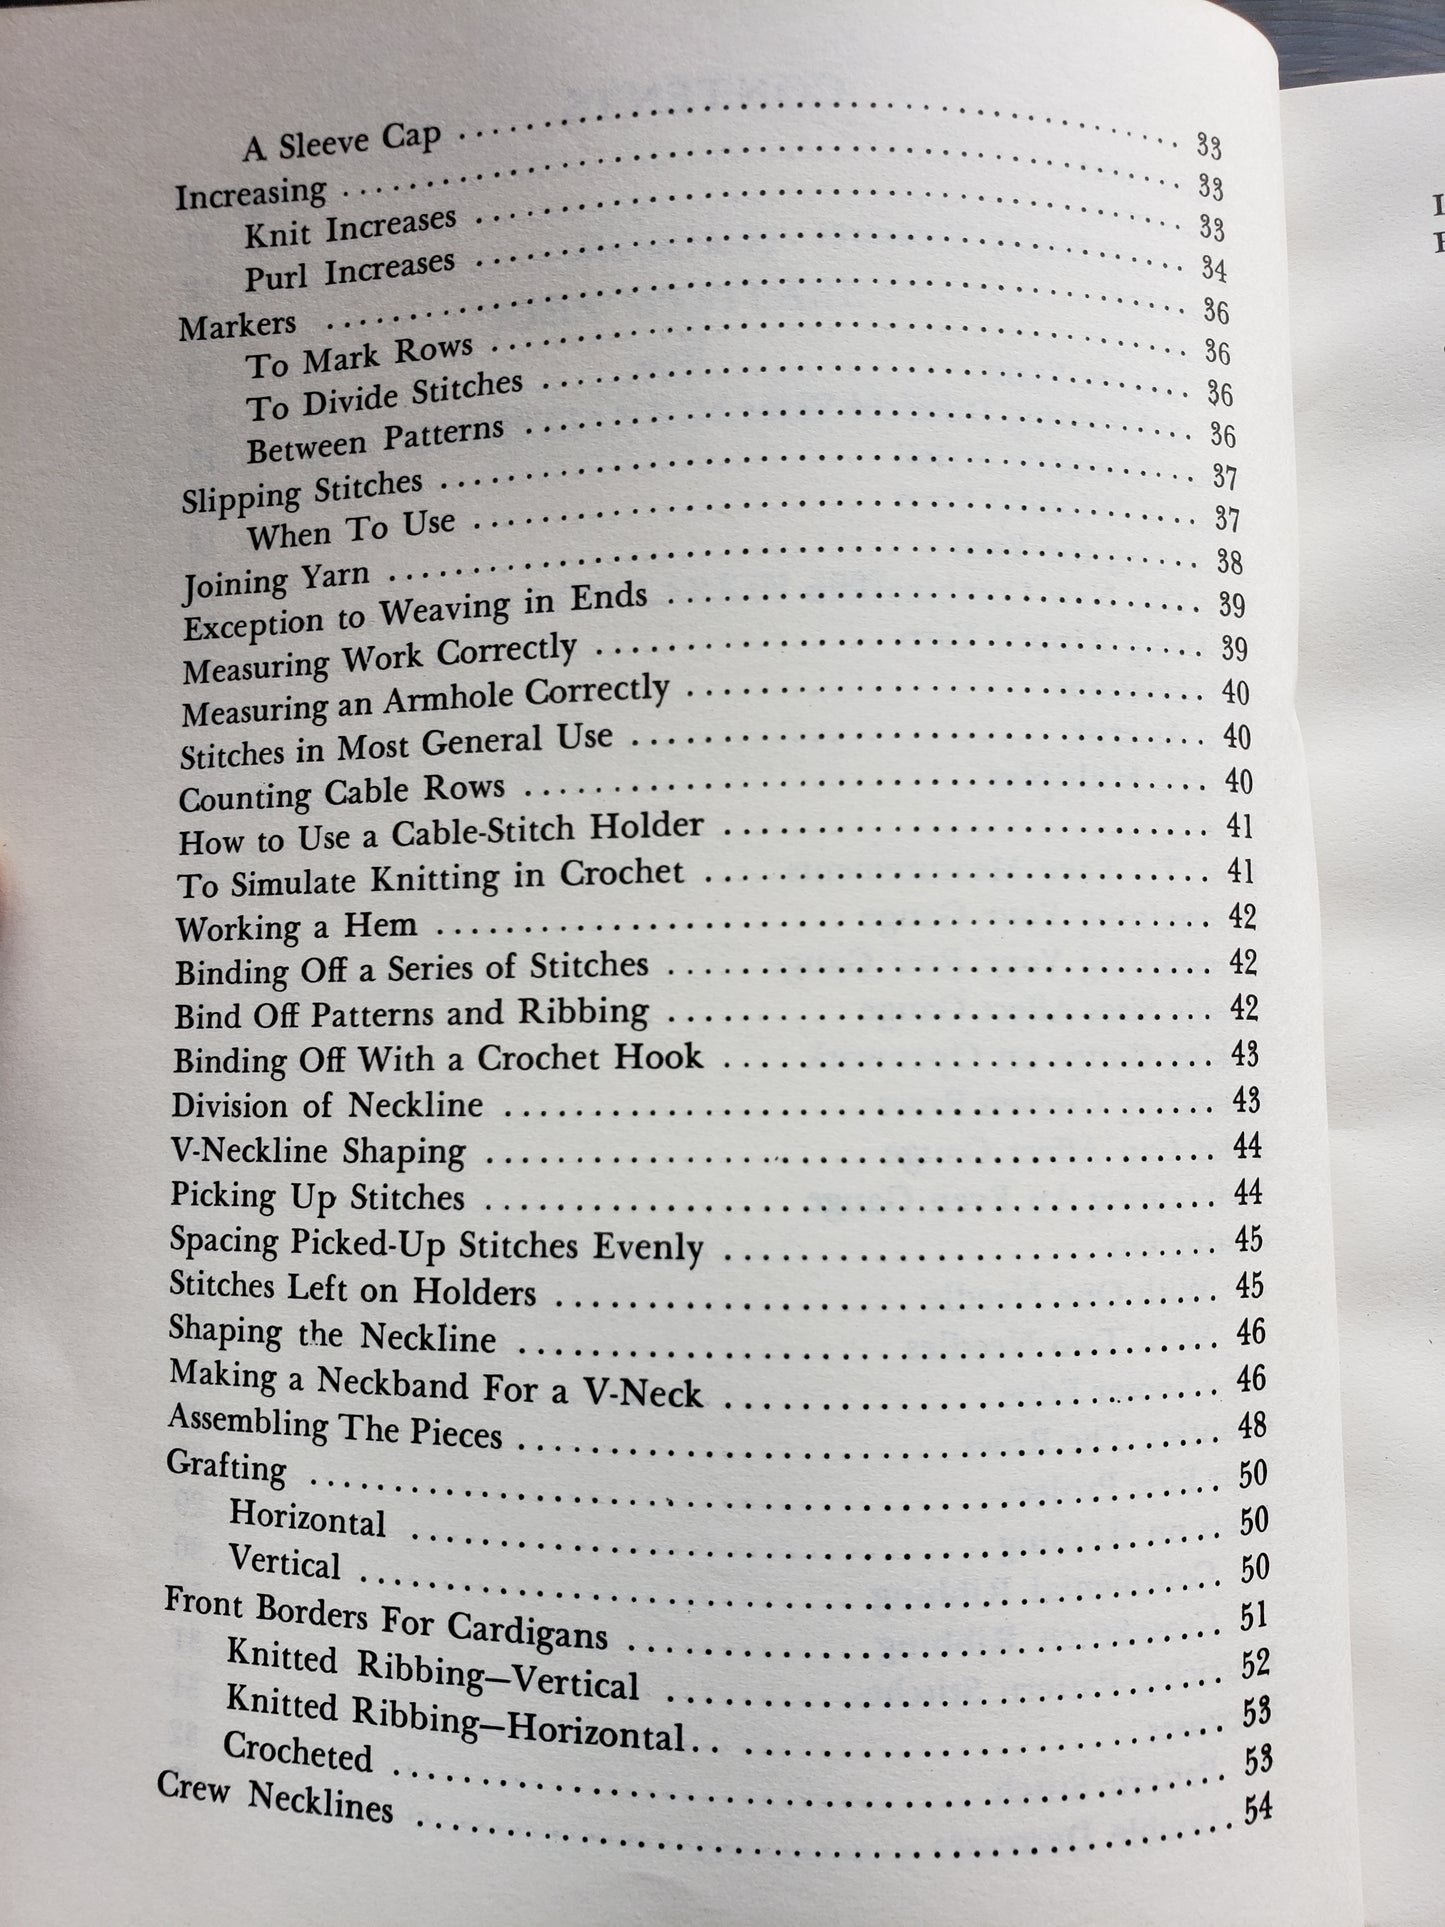 A Sleeve Cap .......... 33
Increasing .......... 33
Knit Increases .......... 33
Purl Increases .......... 34
Markers .......... 36
To Mark Rows .......... 36
To Divide Stitches .......... 36
Between Patterns .......... 36
Slipping Stitches .......... 37
When To Use .......... 37
Joining Yarn .......... 38
Exception to Weaving in Ends .......... 39
Measuring Work Correctly .......... 39
Measuring an Armhole Correctly .......... 40
Stitches in Most General Use .......... 40
Counting Cable Rows .......... 40
How to Use a Cable-Stitch Holder .......... 41
To Simulate Knitting in Crochet .......... 41
Working a Hem .......... 42
Binding Off a Series of Stitches .......... 42
Bind Off Patterns and Ribbing .......... 42
Binding Off With a Crochet Hook .......... 43
Division of Neckline .......... 43
V-Neckline Shaping .......... 44
Picking Up Stitches .......... 44
Spacing Picked-Up Stitches Evenly .......... 45
Stitches Left on Holders .......... 45
Shaping the Neckline .......... 46
Making a Neckband For a V-Neck .......... 46
Assembling The Pieces .......... 48
Grafting .......... 50
Horizontal .......... 50
Vertical .......... 50
Front Borders For Cardigans .......... 51
Knitted Ribbing—Vertical .......... 52
Knitted Ribbing—Horizontal .......... 53
Crocheted .......... 53
Crew Necklines .......... 54